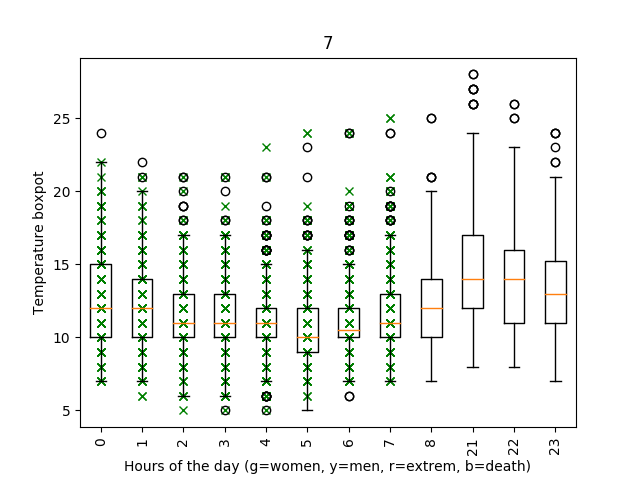 7
Temperature boxpot
25
20
15
10
5
0 1 2 3 4 5 6 7 8 21 22 23
Hours of the day (g=women, y=men, r=extrem, b=death)